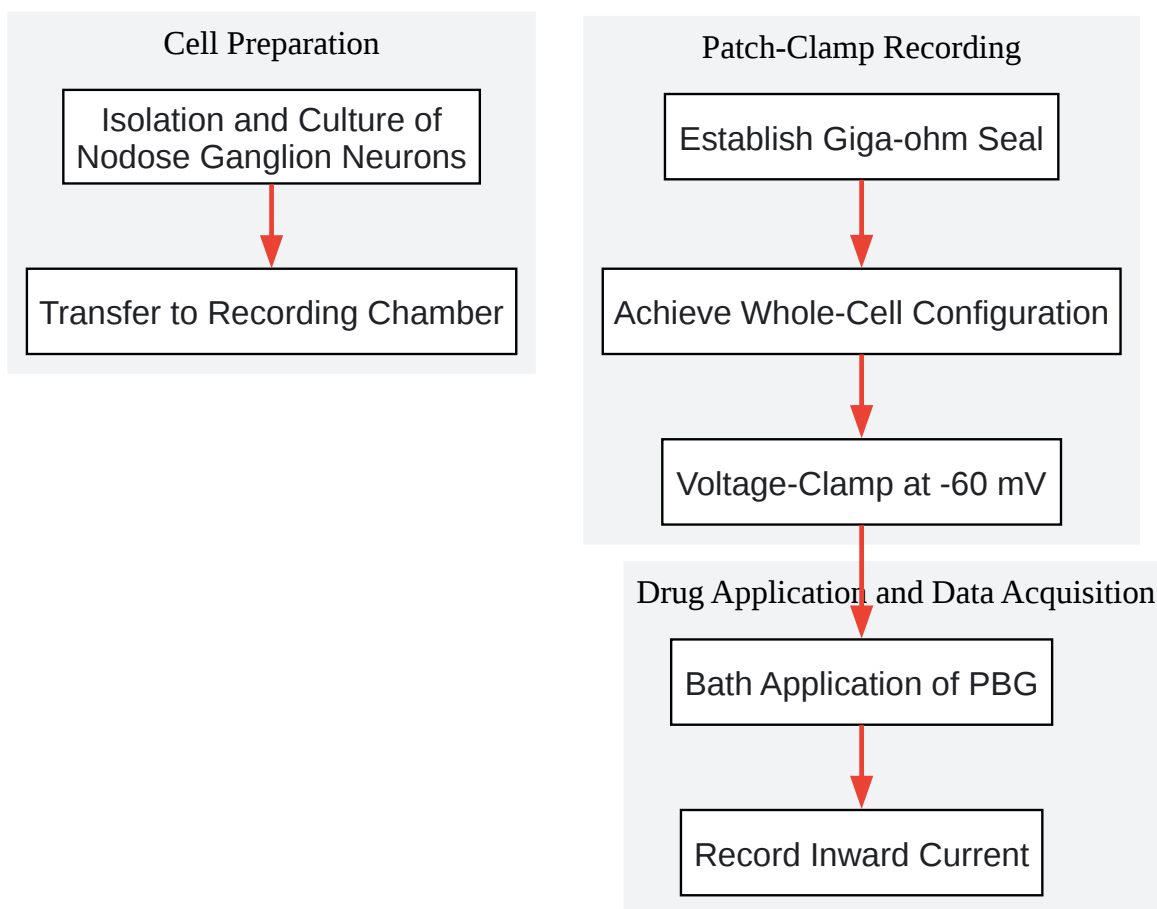 Cell Preparation
Isolation and Culture of
Nodose Ganglion Neurons
Transfer to Recording Chamber
Patch-Clamp Recording
Establish Giga-ohm Seal
Achieve Whole-Cell Configuration
Voltage-Clamp at -60 mV
Drug Application and Data Acquisition
Bath Application of PBG
Record Inward Current